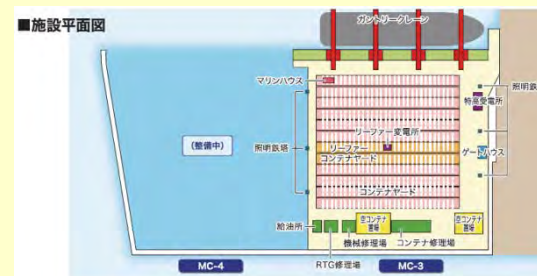 ■施設平面図
ガントリークレーン
マリンハウス
照明鉄
特高受電所
リーファー変電所
(整備中)
照明鉄塔
リーファー
コンテナヤード
ゲートハウス
コンテナヤード
給油所
空コンテナ
置場
空コンテナ
置場
機械修理場
コンテナ修理場
MC-4
RTG修理場
MC-3